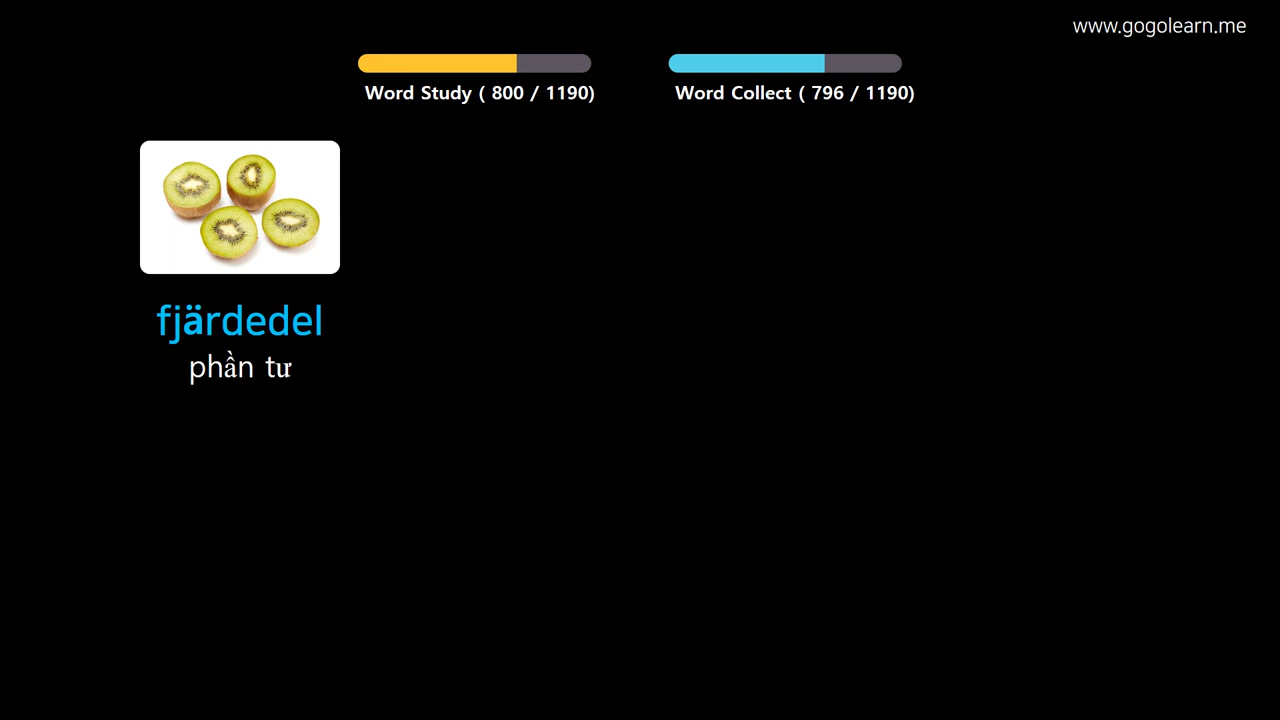 www.gogolearn.me
Word Study ( 800 / 1190)
Word Collect ( 796 / 1190)
fjärdedel
phần tư